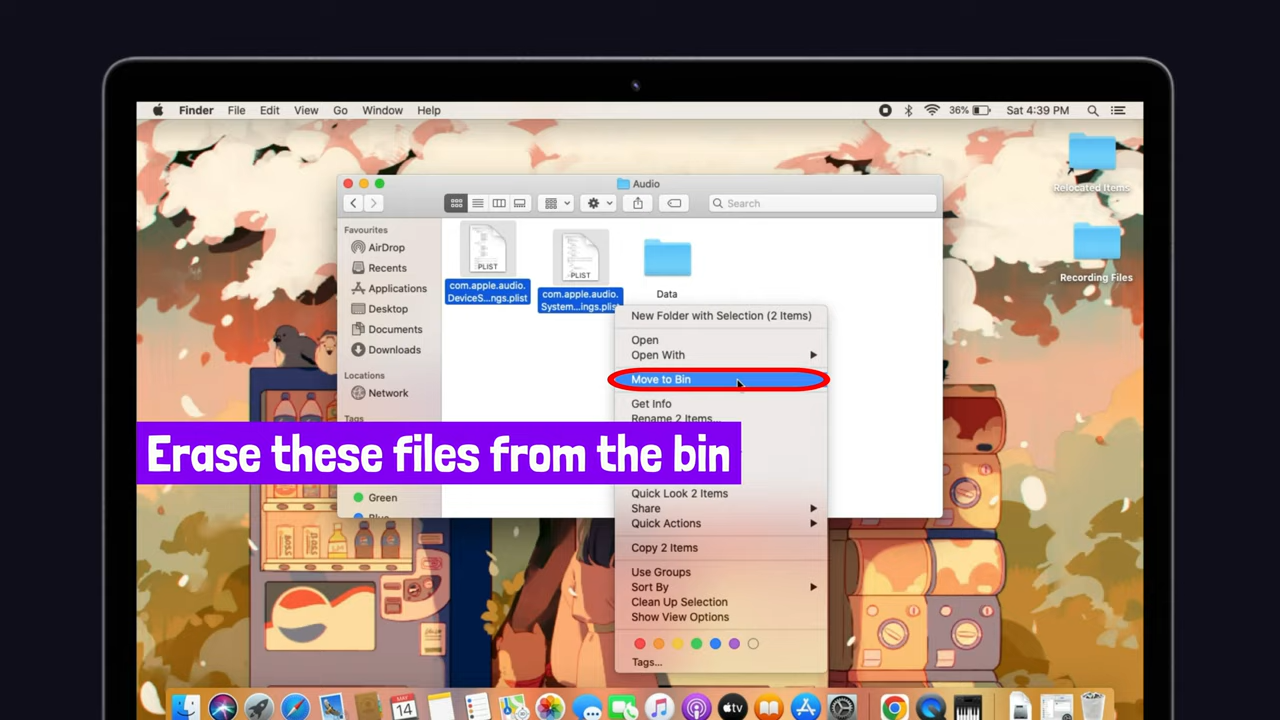 Finder File Edit View Go Window Help
36% Sat 4:39 PM
Relocated Items
Recording Files
Audio
Search
Favourites
AirDrop
Recents
Applications
Desktop
Documents
Downloads
Locations
Network
Tags
Green
Blue
PLIST
com.apple.audio.
DeviceS...ngs.plist
PLIST
com.apple.audio.
System...ings.plist
Data
New Folder with Selection (2 Items)
Open
Open With
Move to Bin
Get Info
Rename 2 Items...
Erase these files from the bin
Quick Look 2 Items
Share
Quick Actions
Copy 2 Items
Use Groups
Sort By
Clean Up Selection
Show View Options
Tags...
BOSS
MAY
14
tv